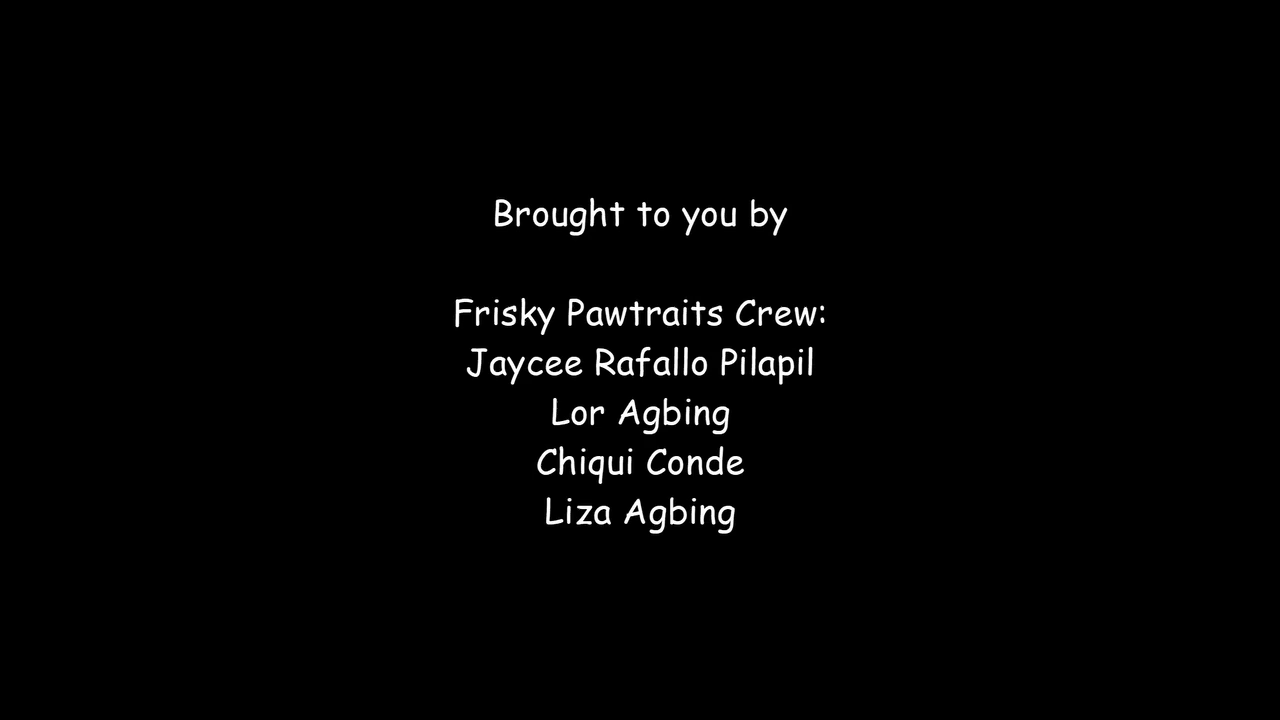 Brought to you by
Frisky Pawtraits Crew:
Jaycee Rafallo Pilapil
Lor Agbing
Chiqui Conde
Liza Agbing